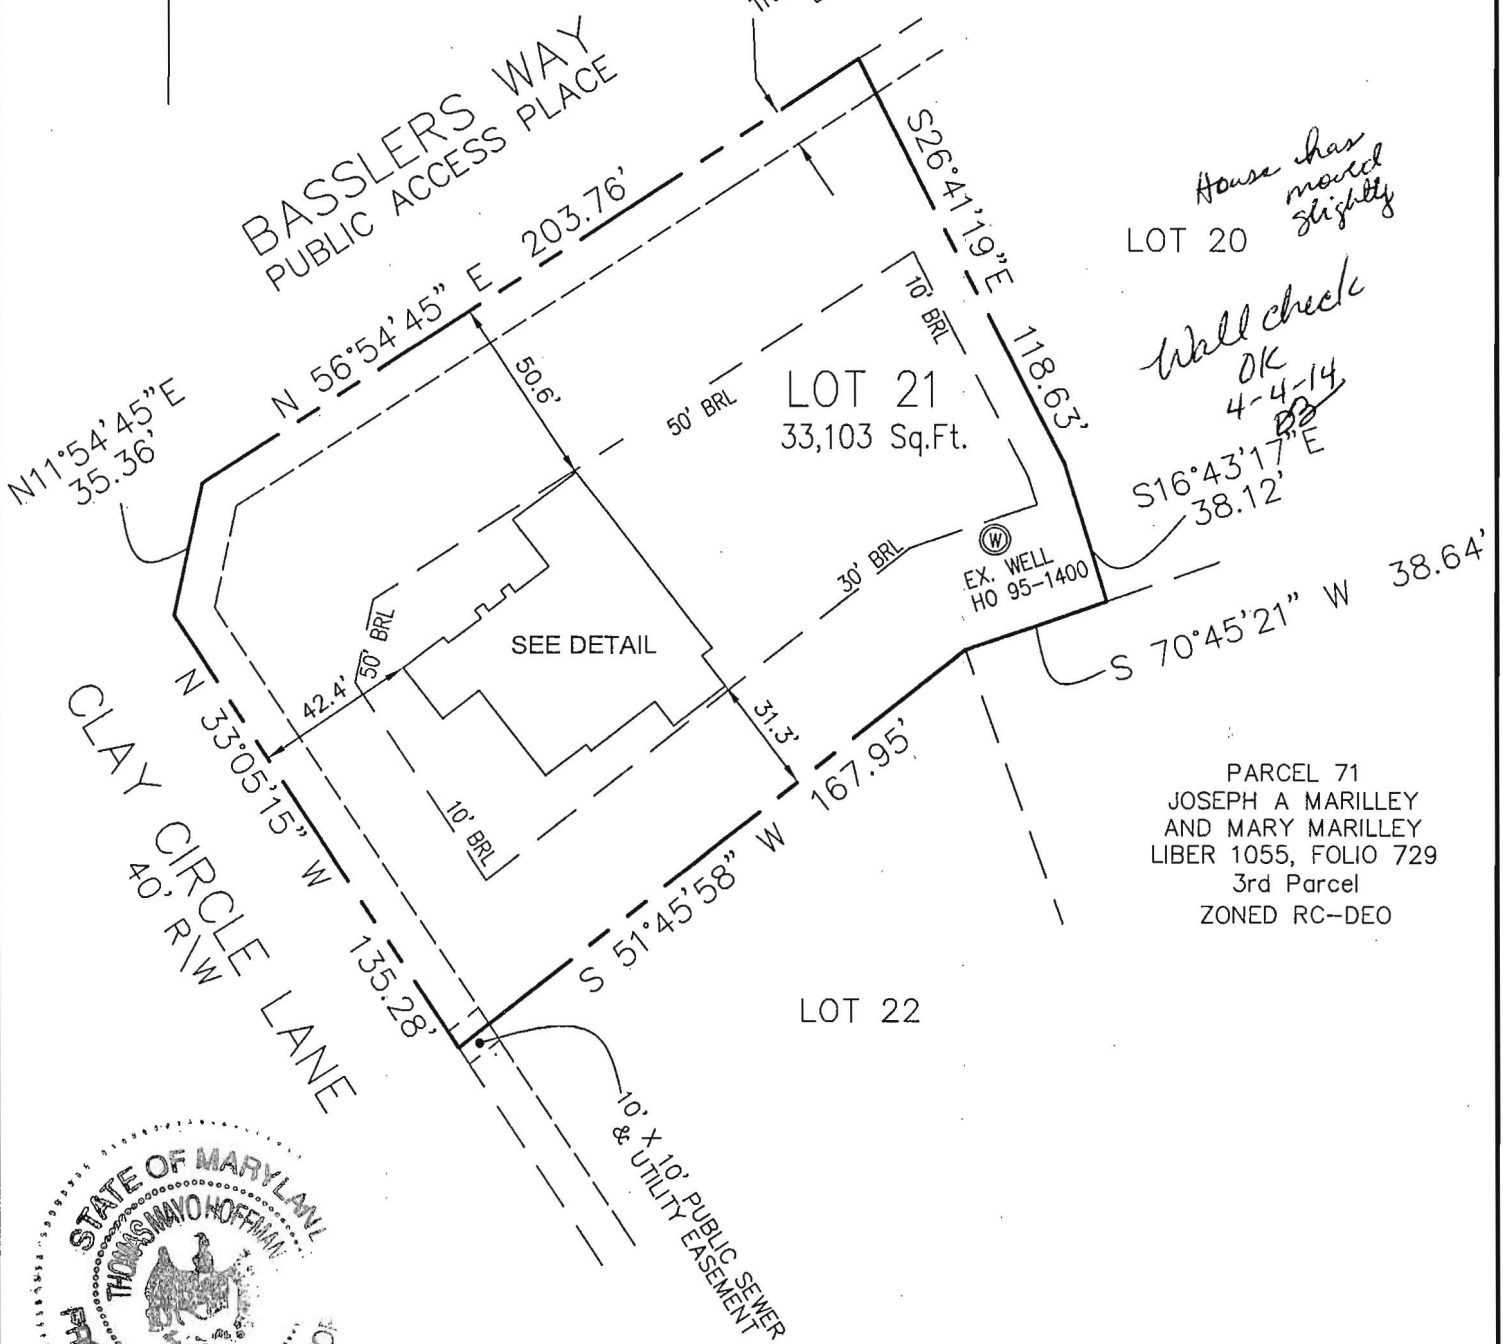 BASSLERS WAY
PUBLIC ACCESS PLACE
N 56°54'45" E 203.76'
S26°41'19"E 118.63'
House has
moved
slightly
LOT 20
Wall check
OK
4-4-14
N11°54'45"E
35.36'
50.6'
50' BRL
10' BRL
LOT 21
33,103 Sq.Ft.
S16°43'17"E
38.12'
W
EX. WELL
HO 95-1400
30' BRL
S 70°45'21" W 38.64'
50' BRL
SEE DETAIL
42.4'
31.3'
10' BRL
N 33°05'15" W 135.28'
CLAY CIRCLE LANE
40' R\W
S 51°45'58" W 167.95'
PARCEL 71
JOSEPH A MARILLEY
AND MARY MARILLEY
LIBER 1055, FOLIO 729
3rd Parcel
ZONED RC-DEO
LOT 22
10' X 10' PUBLIC SEWER
& UTILITY EASEMENT
STATE OF MARYLAN
THOMAS MAYO HOFFMAN